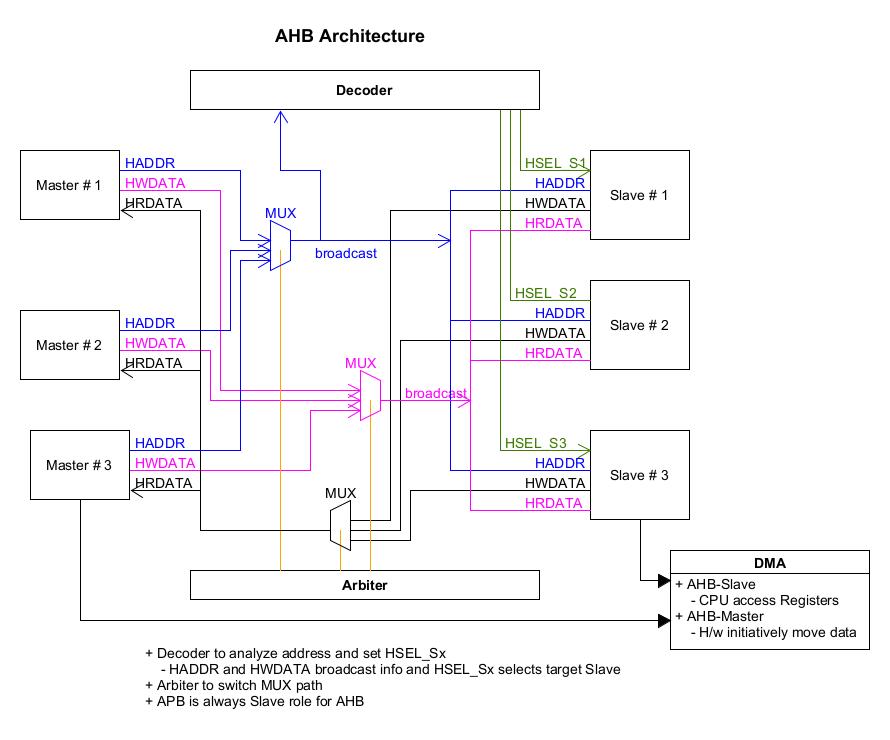 AHB Architecture
Decoder
Master # 1
HADDR
HWDATA
HRDATA
MUX
broadcast
HSEL_S1
HADDR
HWDATA
HRDATA
Slave # 1
Master # 2
HADDR
HWDATA
HRDATA
HSEL_S2
HADDR
HWDATA
HRDATA
Slave # 2
MUX
broadcast
Master # 3
HADDR
HWDATA
HRDATA
HSEL_S3
HADDR
HWDATA
HRDATA
Slave # 3
MUX
Arbiter
DMA
+ AHB-Slave
- CPU access Registers
+ AHB-Master
- H/w initiatively move data
+ Decoder to analyze address and set HSEL_Sx
- HADDR and HWDATA broadcast info and HSEL_Sx selects target Slave
+ Arbiter to switch MUX path
+ APB is always Slave role for AHB